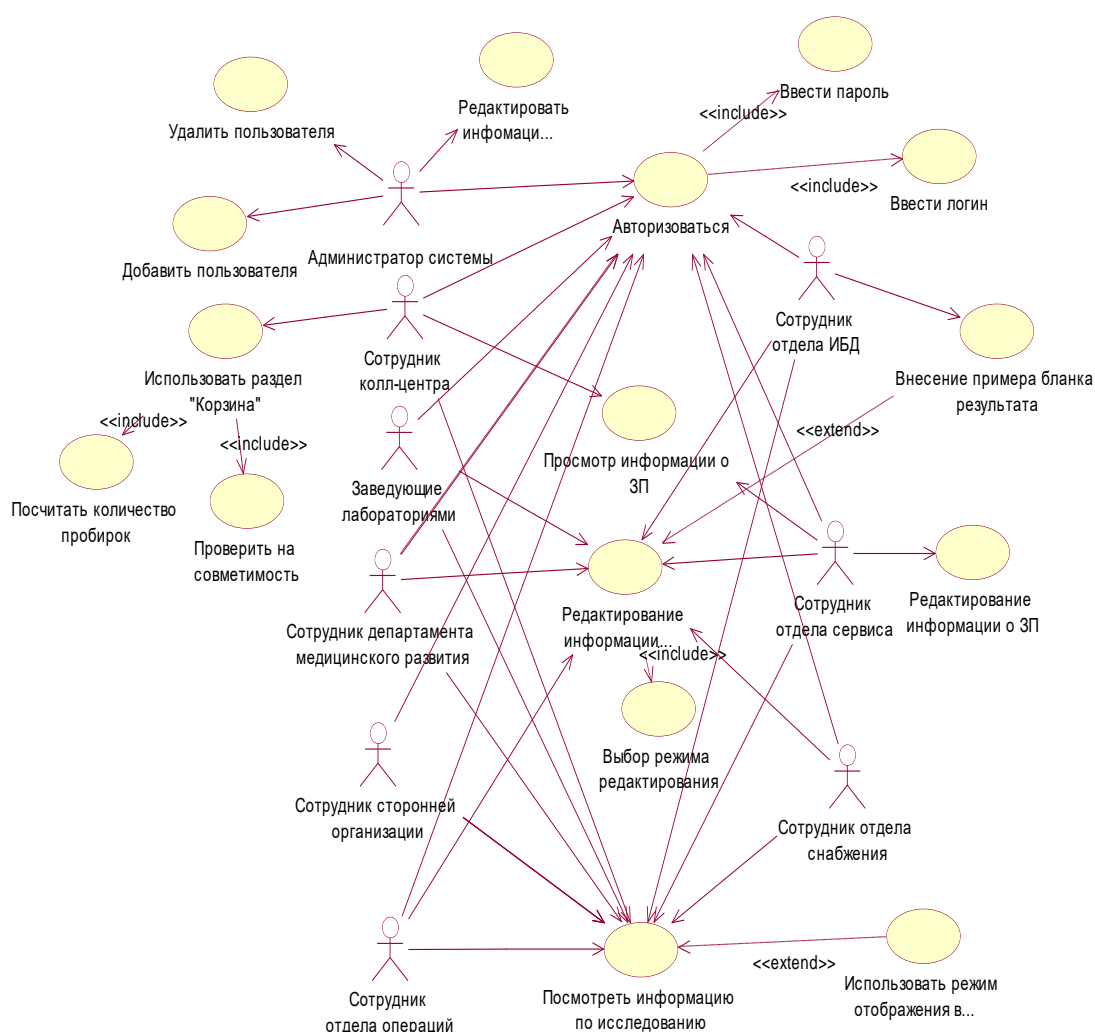 Ввести пароль
<<include>>
Редактировать
инфомаци...
Удалить пользователя
<<include>>
Ввести логин
Авторизоваться
Администратор системы
Добавить пользователя
Сотрудник
отдела ИБД
Сотрудник
колл-центра
Использовать раздел
"Корзина"
Внесение примера бланка
результата
<<include>>
<<include>>
<<extend>>
Просмотр информации о
ЗП
Заведующие
лабораториями
Посчитать количество
пробирок
Проверить на
совметимость
Сотрудник
отдела сервиса
Редактирование
информации о ЗП
Редактирование
информации...
<<include>>
Сотрудник департамента
медицинского развития
Выбор режима
редактирования
Сотрудник сторонней
организации
Сотрудник отдела
снабжения
<<extend>>
Использовать режим
отображения в...
Посмотреть информацию
по исследованию
Сотрудник
отдела операций